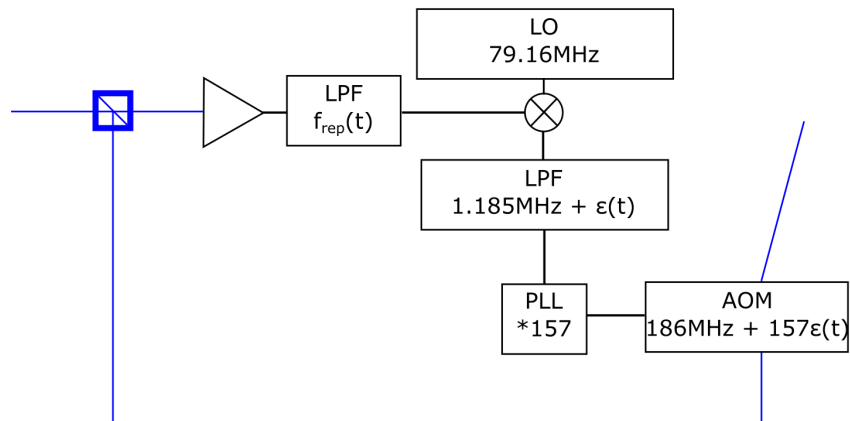 LO
79.16MHz
LPF
f_rep(t)
LPF
1.185MHz + ε(t)
PLL
*157
AOM
186MHz + 157ε(t)